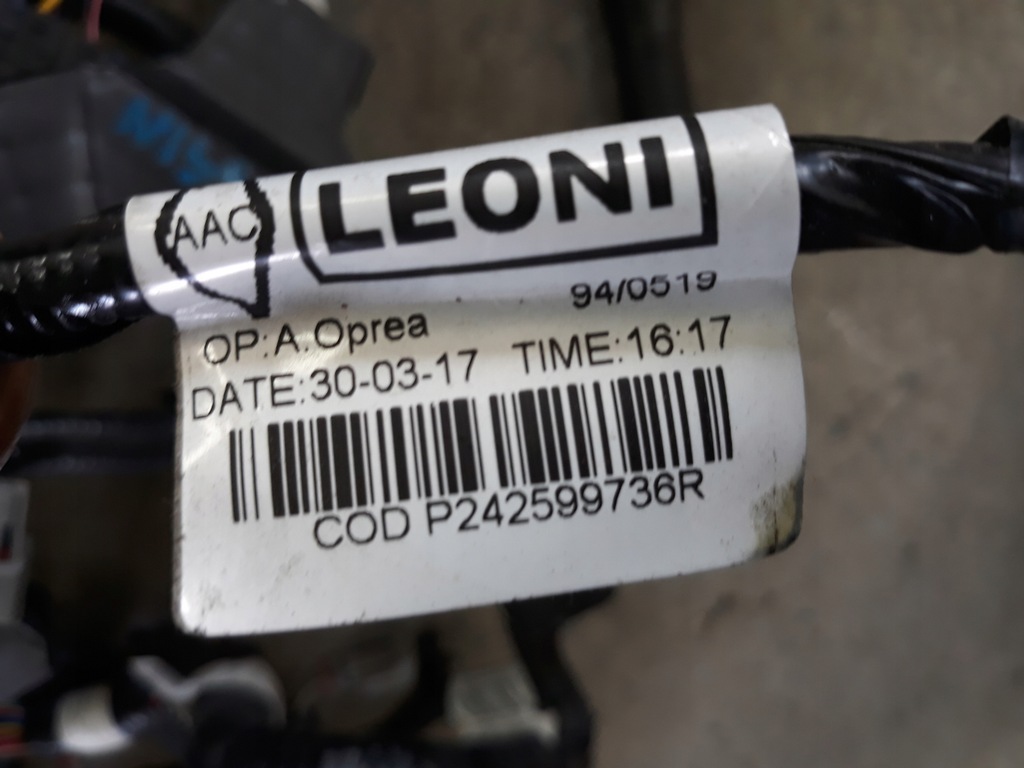 AAC LEONI
94/0519
OP:A.Oprea
DATE:30-03-17 TIME:16:17
COD P242599736R